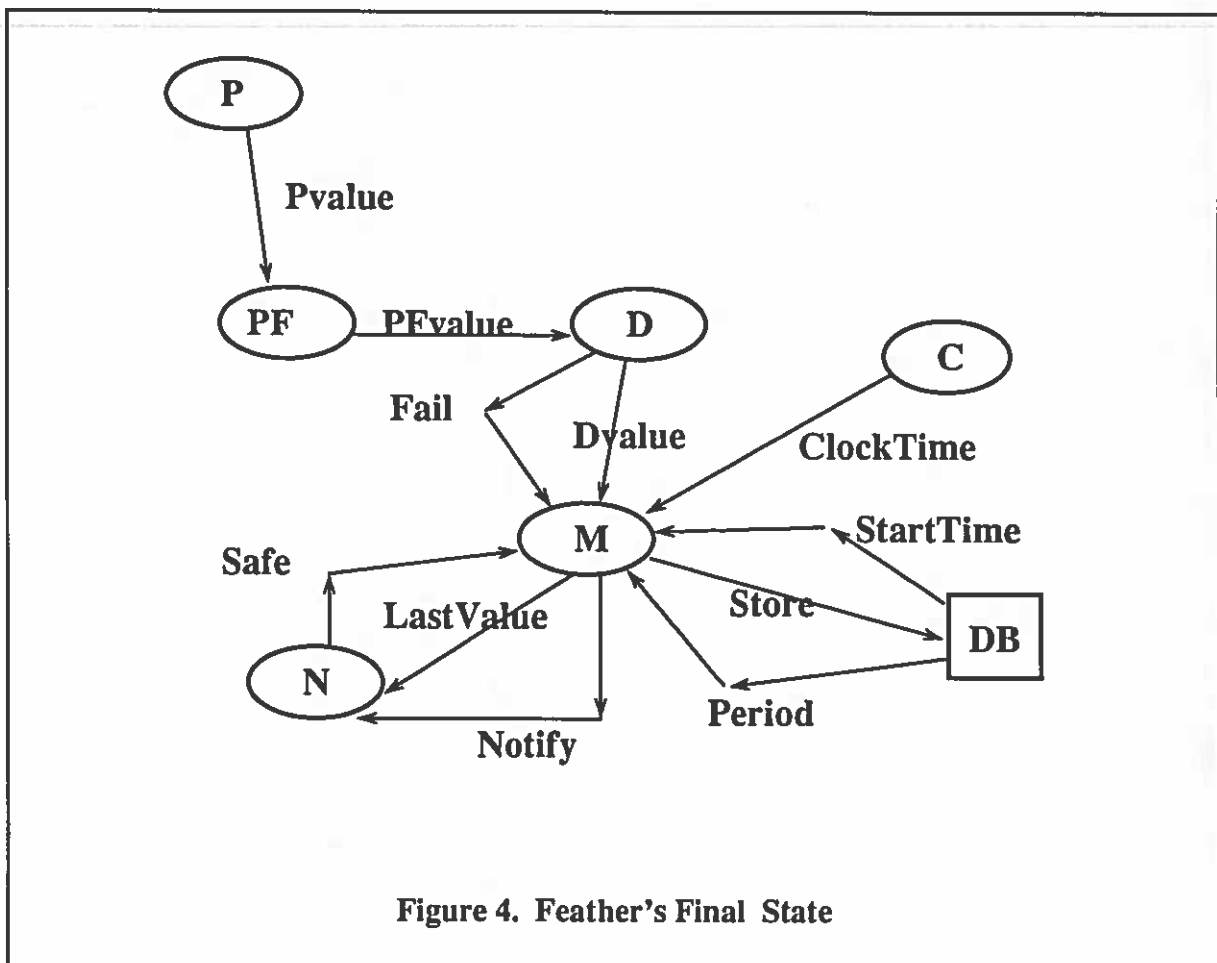 P
Pvalue
PF
PFvalue
D
C
Fail
Dvalue
ClockTime
M
StartTime
Safe
LastValue
Store
DB
N
Period
Notify
Figure 4. Feather's Final State